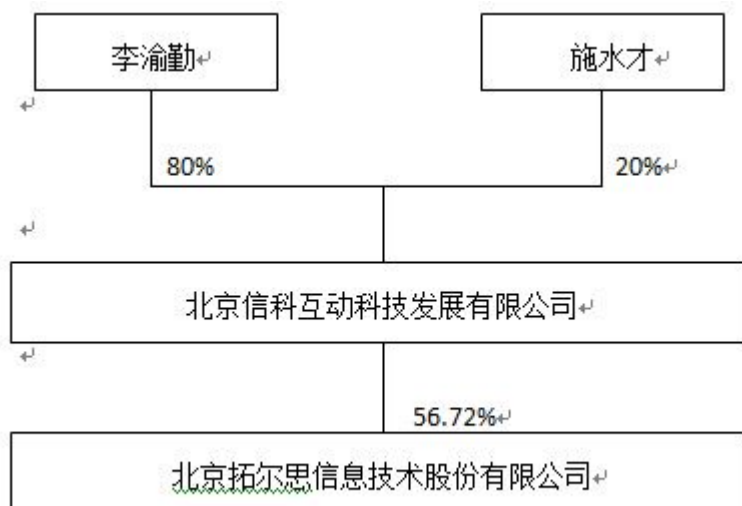 李渝勤
施水才
80%
20%
北京信科互动科技发展有限公司
56.72%
北京拓尔思信息技术股份有限公司